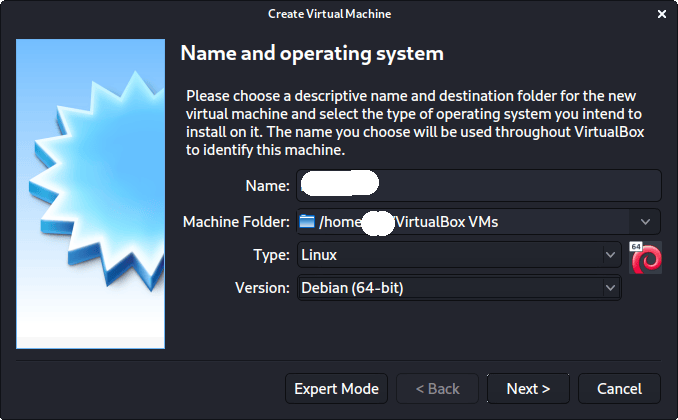 Create Virtual Machine
Name and operating system
Please choose a descriptive name and destination folder for the new
virtual machine and select the type of operating system you intend to
install on it. The name you choose will be used throughout VirtualBox
to identify this machine.
Name:
Machine Folder: /home /VirtualBox VMs
Type: Linux 64
Version: Debian (64-bit)
Expert Mode < Back Next > Cancel